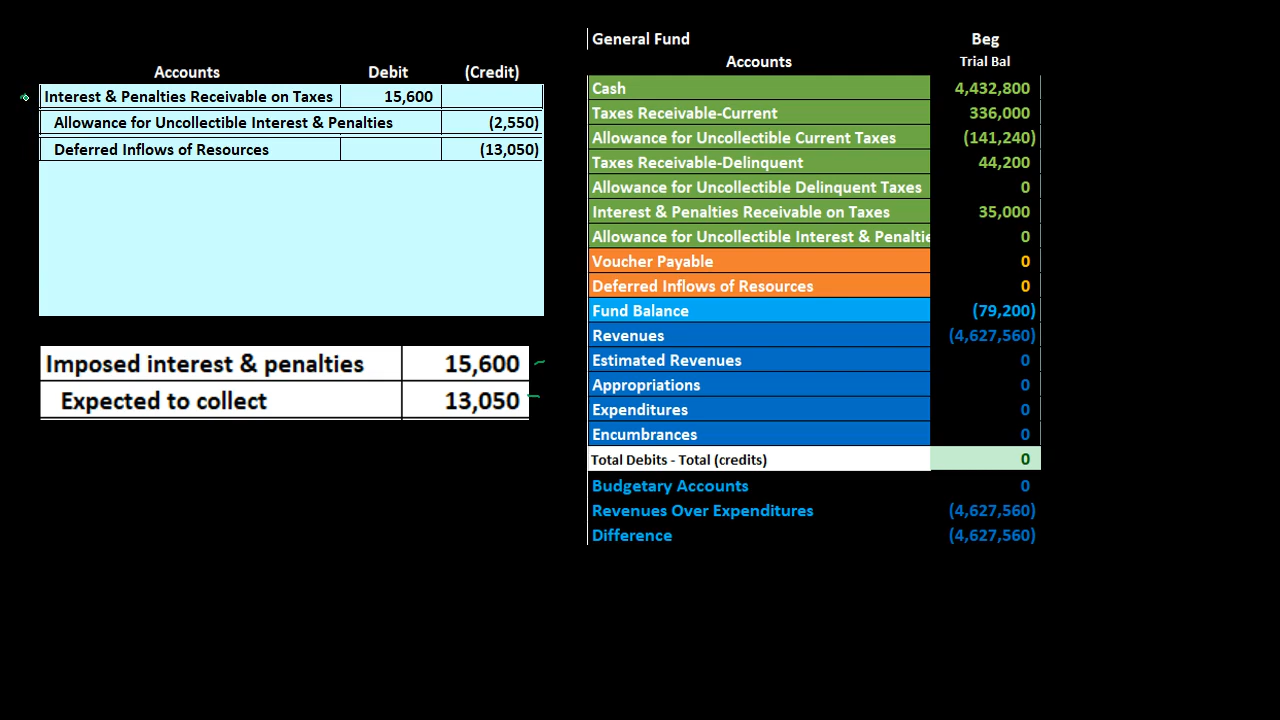 Accounts Debit (Credit)
Interest & Penalties Receivable on Taxes 15,600
Allowance for Uncollectible Interest & Penalties (2,550)
Deferred Inflows of Resources (13,050)
Imposed interest & penalties 15,600
Expected to collect 13,050
General Fund Beg
Accounts Trial Bal
Cash 4,432,800
Taxes Receivable-Current 336,000
Allowance for Uncollectible Current Taxes (141,240)
Taxes Receivable-Delinquent 44,200
Allowance for Uncollectible Delinquent Taxes 0
Interest & Penalties Receivable on Taxes 35,000
Allowance for Uncollectible Interest & Penaltie 0
Voucher Payable 0
Deferred Inflows of Resources 0
Fund Balance (79,200)
Revenues (4,627,560)
Estimated Revenues 0
Appropriations 0
Expenditures 0
Encumbrances 0
Total Debits - Total (credits) 0
Budgetary Accounts 0
Revenues Over Expenditures (4,627,560)
Difference (4,627,560)